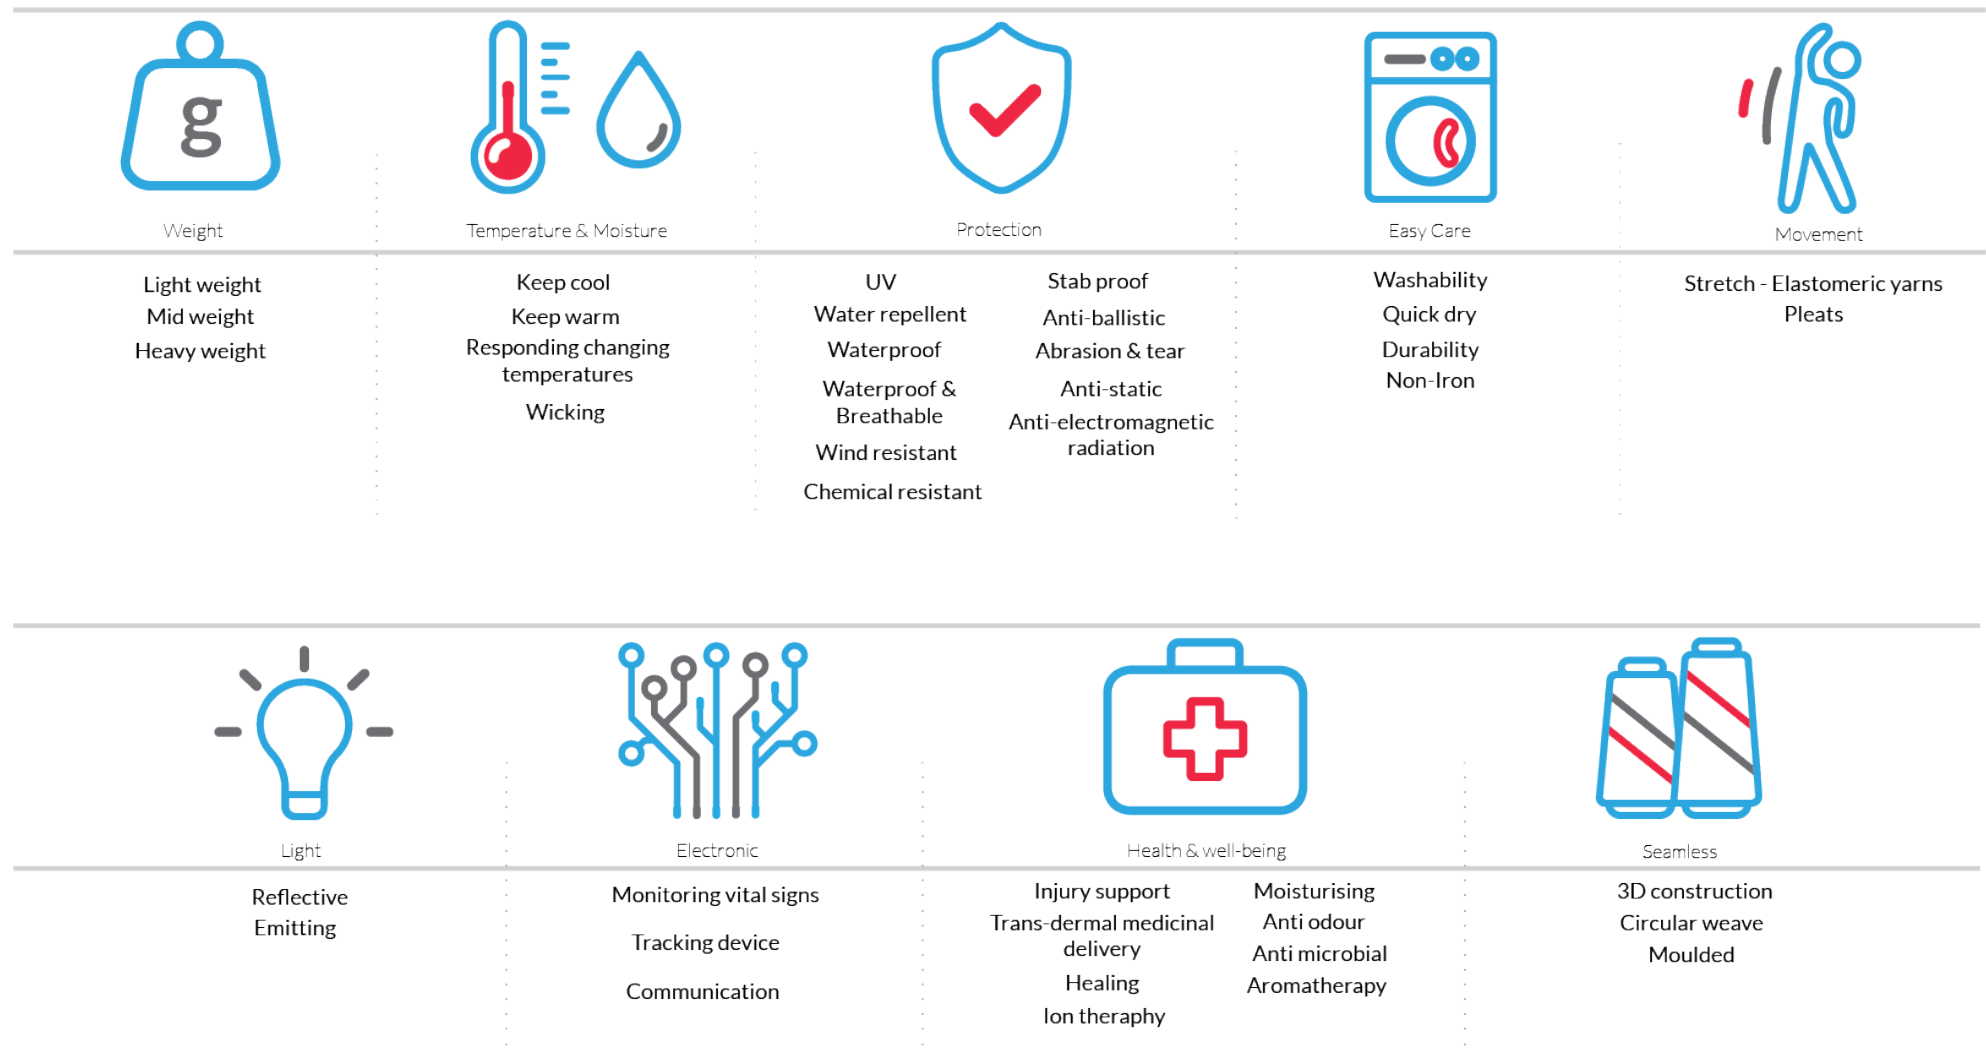 g
Weight
Temperature & Moisture
Protection
Easy Care
Movement
Light weight
Mid weight
Heavy weight
Keep cool
Keep warm
Responding changing
temperatures
Wicking
UV
Water repellent
Waterproof
Waterproof &
Breathable
Wind resistant
Chemical resistant
Stab proof
Anti-ballistic
Abrasion & tear
Anti-static
Anti-electromagnetic
radiation
Washability
Quick dry
Durability
Non-Iron
Stretch - Elastomeric yarns
Pleats
Light
Electronic
Health & well-being
Seamless
Reflective
Emitting
Monitoring vital signs
Tracking device
Communication
Injury support
Trans-dermal medicinal
delivery
Healing
Ion theraphy
Moisturising
Anti odour
Anti microbial
Aromatherapy
3D construction
Circular weave
Moulded